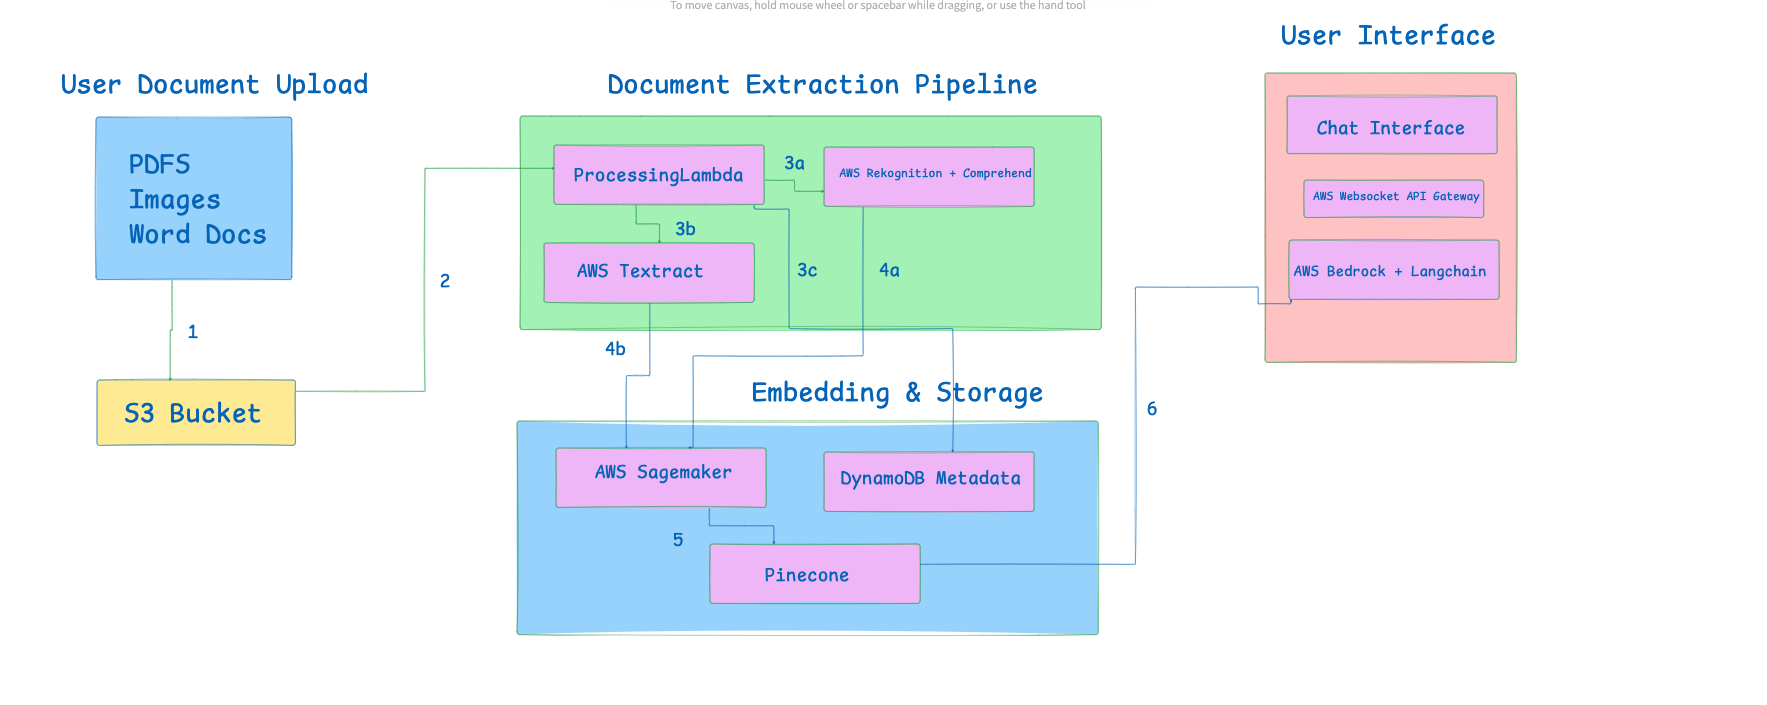 To move canvas, hold mouse wheel or spacebar while dragging, or use the hand tool
User Document Upload
PDFS
Images
Word Docs
1
S3 Bucket
2
Document Extraction Pipeline
ProcessingLambda
3a
AWS Rekognition + Comprehend
3b
AWS Textract
3c
4a
4b
Embedding & Storage
AWS Sagemaker
DynamoDB Metadata
5
Pinecone
6
User Interface
Chat Interface
AWS Websocket API Gateway
AWS Bedrock + Langchain